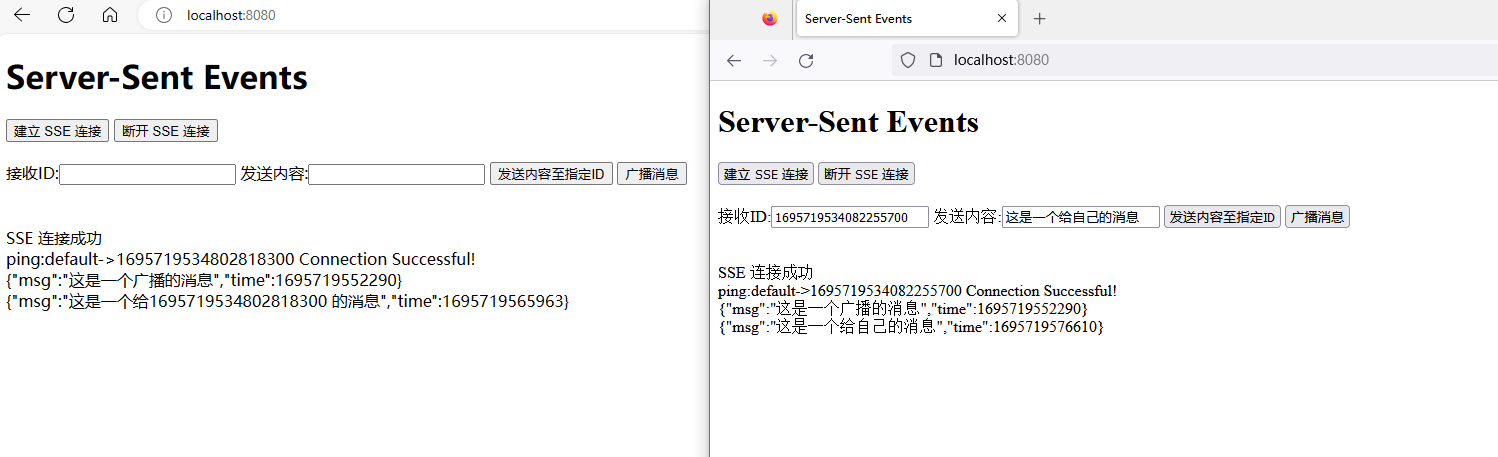 localhost:8080
Server-Sent Events
建立 SSE 连接 断开 SSE 连接
接收ID: 发送内容: 发送内容至指定ID 广播消息
SSE 连接成功
ping:default->1695719534802818300 Connection Successful!
{"msg":"这是一个广播的消息","time":1695719552290}
{"msg":"这是一个给1695719534802818300 的消息","time":1695719565963}
Server-Sent Events
localhost:8080
Server-Sent Events
建立 SSE 连接 断开 SSE 连接
接收ID: 1695719534082255700 发送内容: 这是一个给自己的消息 发送内容至指定ID 广播消息
SSE 连接成功
ping:default->1695719534082255700 Connection Successful!
{"msg":"这是一个广播的消息","time":1695719552290}
{"msg":"这是一个给自己的消息","time":1695719576610}